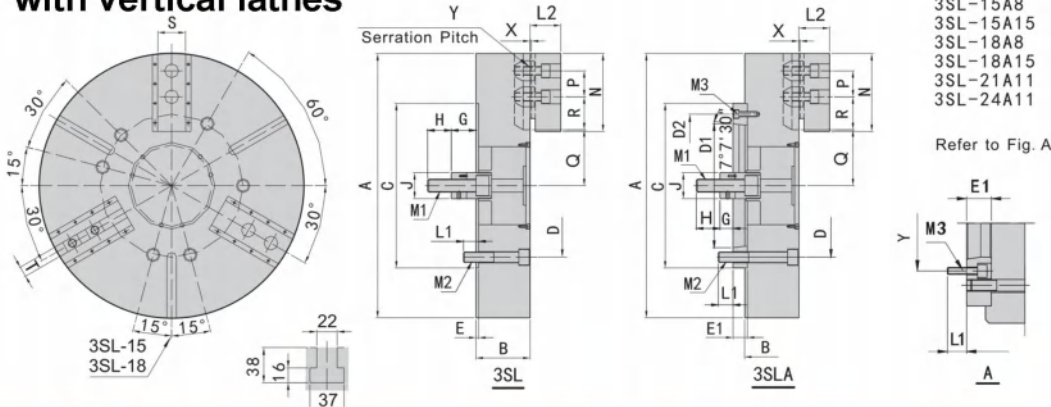 with vertical lathes
S
30°
60°
15°
30°
30°
T
15° 15°
3SL-15
3SL-18
22
38
16
37
Y
L2
X
Serration Pitch
P
R
N
H G
Q
A
C
J
M1
L1
D
M2
E
B
3SL
L2
X
M3
P
R
N
D2
D1
7° 7' 30"
Q
M1
A
C
J
H G
D
M2
L1
E1
B
3SLA
3SL-15A8
3SL-15A15
3SL-18A8
3SL-18A15
3SL-21A11
3SL-24A11
Refer to Fig. A
E1
Y
M3
L1
A